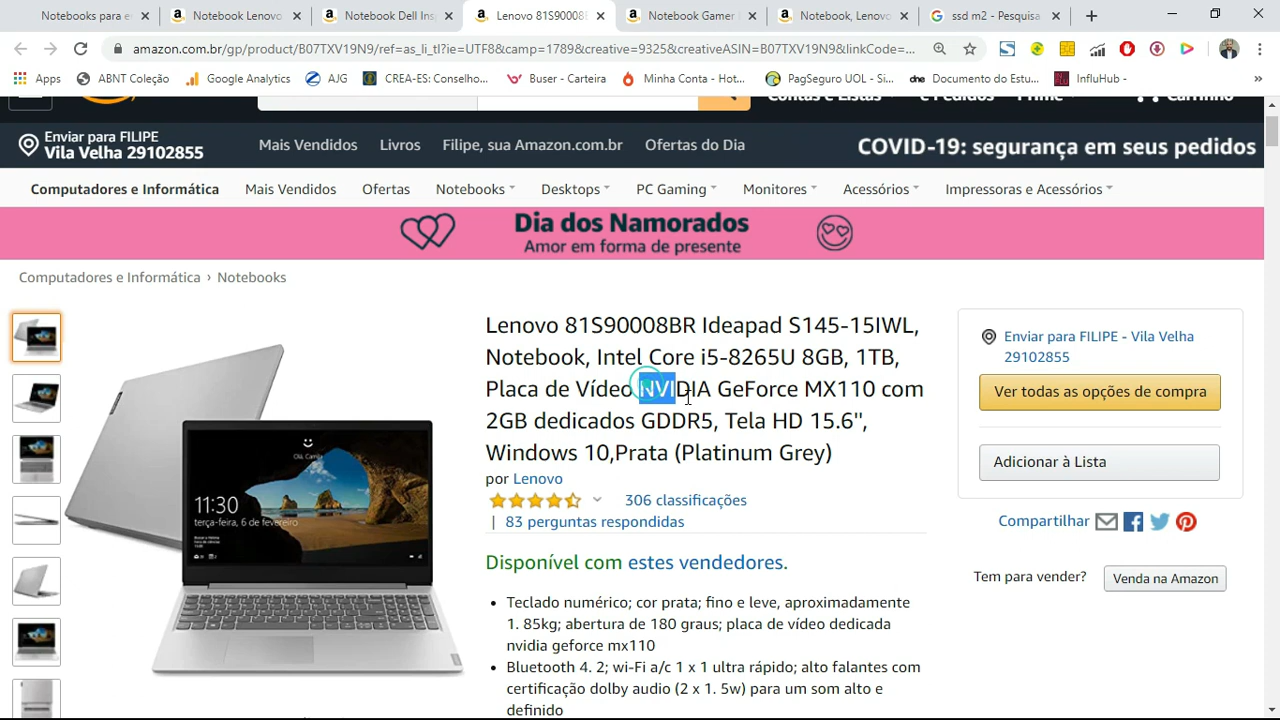 Notebooks para e
Notebook Lenovo
Notebook Dell Ins
Lenovo 81S90008B
Notebook Gamer
Notebook, Lenovo
ssd m2 - Pesquisa
amazon.com.br/gp/product/B07TXV19N9/ref=as_li_tl?ie=UTF8&camp=1789&creative=9325&creativeASIN=B07TXV19N9&linkCode=...
Apps
ABNT Coleção
Google Analytics
AJG
CREA-ES: Conselho...
Buser - Carteira
Minha Conta - Hot...
PagSeguro UOL - Si...
dne Documento do Estu...
InfluHub -
Contas e Listas
e Pedidos
Prime
Carrinho
Enviar para FILIPE
Vila Velha 29102855
Mais Vendidos
Livros
Filipe, sua Amazon.com.br
Ofertas do Dia
COVID-19: segurança em seus pedidos
Computadores e Informática
Mais Vendidos
Ofertas
Notebooks
Desktops
PC Gaming
Monitores
Acessórios
Impressoras e Acessórios
Dia dos Namorados
Amor em forma de presente
Computadores e Informática › Notebooks
Lenovo 81S90008BR Ideapad S145-15IWL,
Notebook, Intel Core i5-8265U 8GB, 1TB,
Placa de Vídeo NVIDIA GeForce MX110 com
2GB dedicados GDDR5, Tela HD 15.6'',
Windows 10,Prata (Platinum Grey)
por Lenovo
306 classificações
| 83 perguntas respondidas
Disponível com estes vendedores.
• Teclado numérico; cor prata; fino e leve, aproximadamente
1. 85kg; abertura de 180 graus; placa de vídeo dedicada
nvidia geforce mx110
• Bluetooth 4. 2; wi-Fi a/c 1 x 1 ultra rápido; alto falantes com
certificação dolby audio (2 x 1. 5w) para um som alto e
definido
Enviar para FILIPE - Vila Velha
29102855
Ver todas as opções de compra
Adicionar à Lista
Compartilhar
Tem para vender?
Venda na Amazon
11:30
terça-feira, 6 de fevereiro